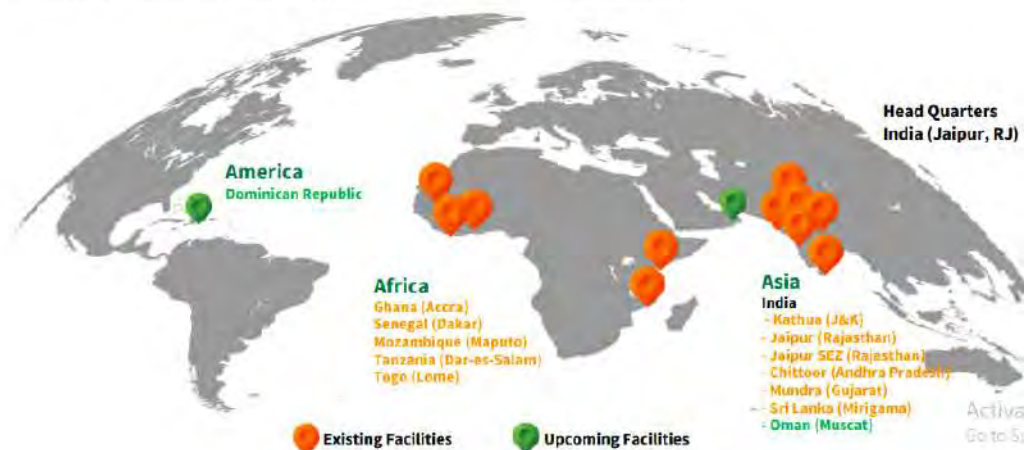 Head Quarters
India (Jaipur, RJ)
America
Dominican Republic
Africa
Ghana (Accra)
Senegal (Dakar)
Mozambique (Maputo)
Tanzania (Dar-es-Salam)
Togo (Lome)
Asia
India
- Kathua (J&K)
- Jaipur (Rajasthan)
- Jaipur SEZ (Rajasthan)
- Chittoor (Andhra Pradesh)
- Mundra (Gujarat)
- Sri Lanka (Mirigama)
- Oman (Muscat)
Existing Facilities
Upcoming Facilities
Activa
Go to S